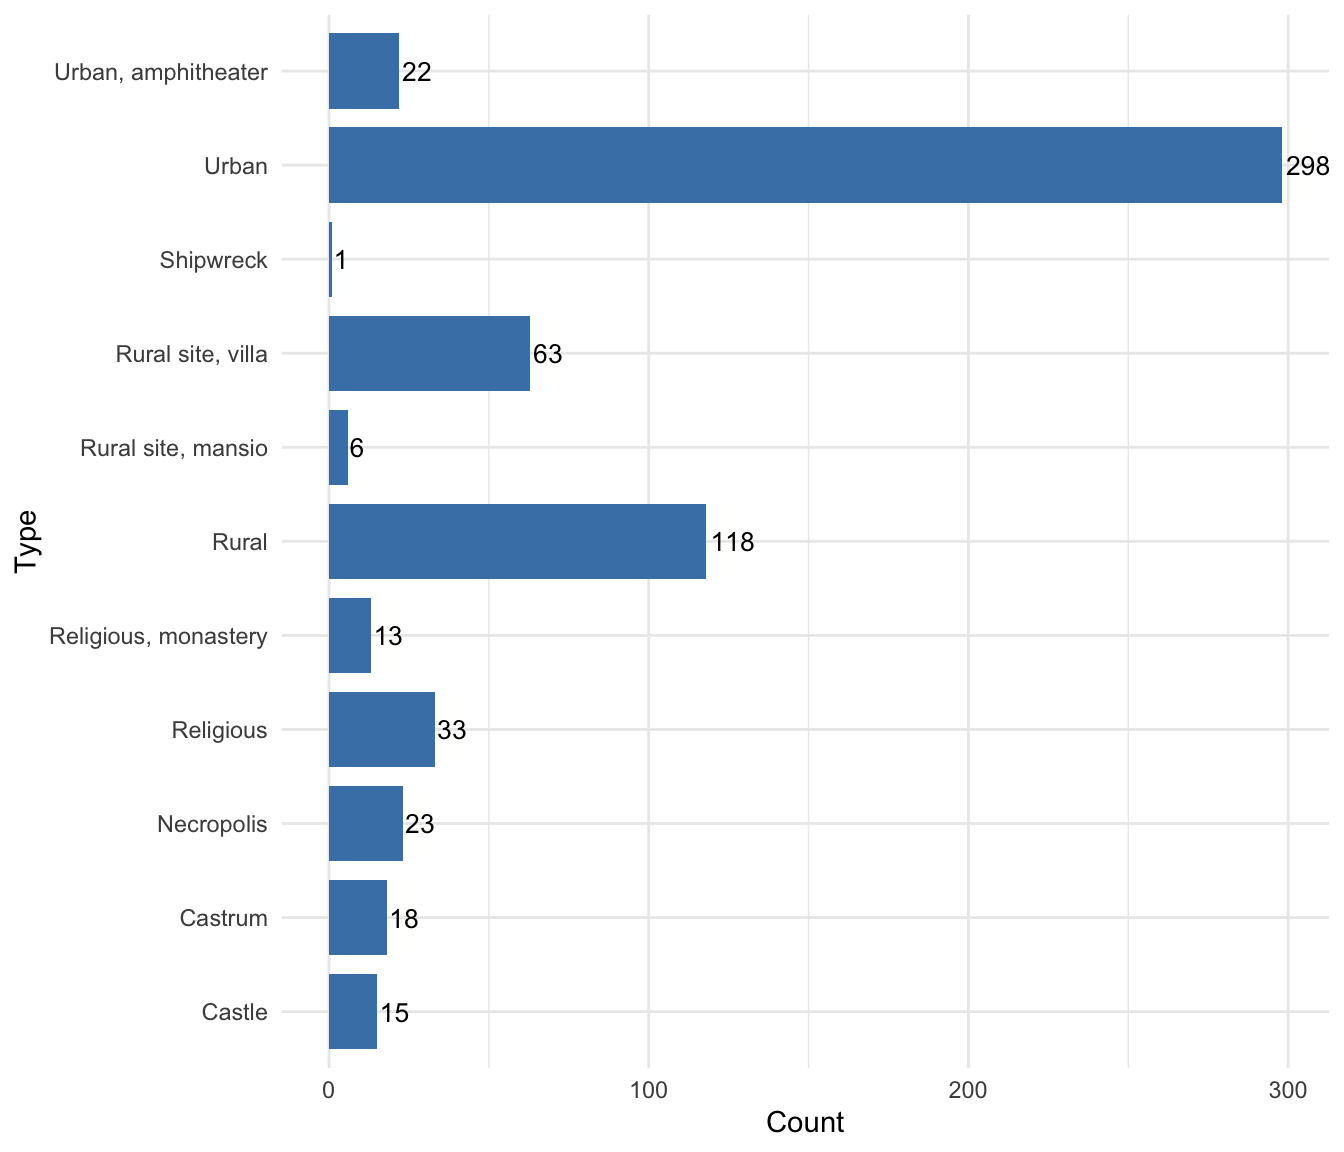 Urban, amphitheater 22
Urban 298
Shipwreck 1
Rural site, villa 63
Rural site, mansio 6
Rural 118
Religious, monastery 13
Religious 33
Necropolis 23
Castrum 18
Castle 15
Type
0 100 200 300
Count